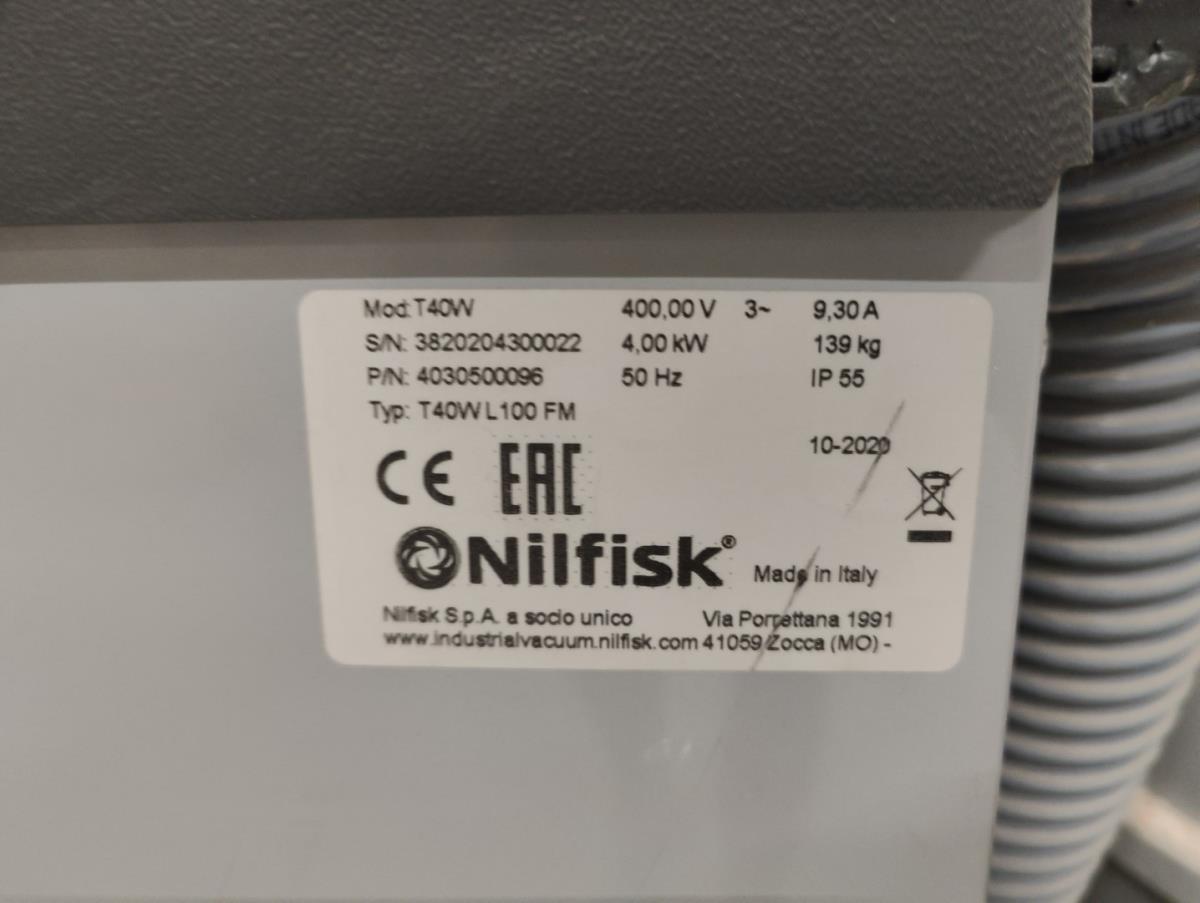 Mod: T40W 400,00 V 3~ 9,30 A
S/N: 3820204300022 4,00 kW 139 kg
P/N: 4030500096 50 Hz IP 55
Typ: T40W L100 FM
10-2020
CE EAC
Nilfisk® Made in Italy
Nilfisk S.p.A. a socio unico Via Porrettana 1991
www.industrialvacuum.nilfisk.com 41059 Zocca (MO) -